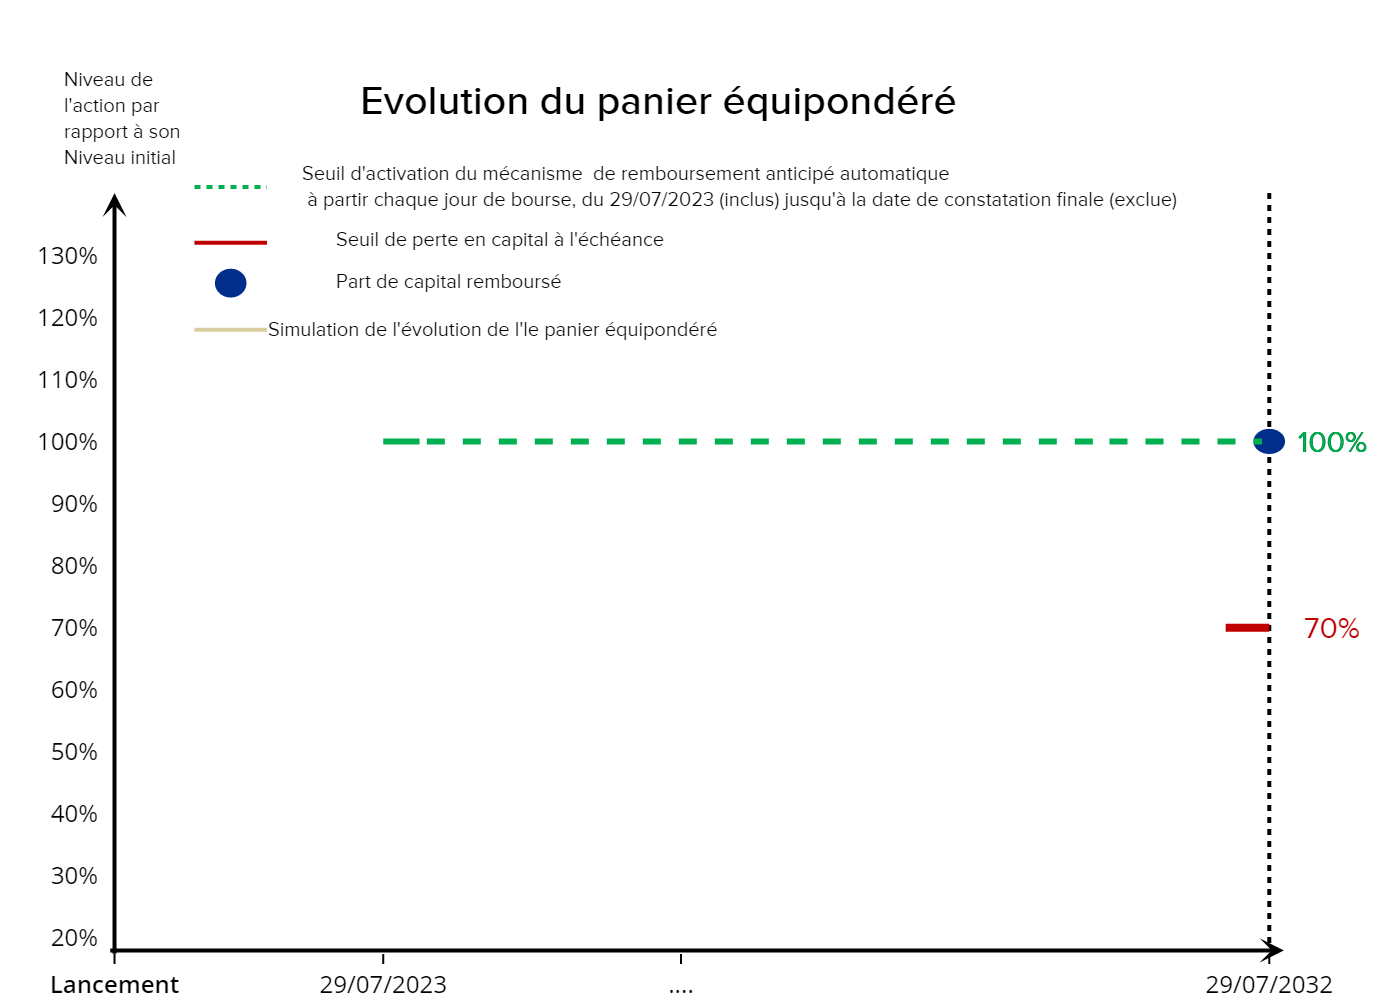 Niveau de
l'action par
rapport à son
Niveau initial
Evolution du panier équipondéré
Seuil d'activation du mécanisme  de remboursement anticipé automatique
à partir chaque jour de bourse, du 29/07/2023 (inclus) jusqu'à la date de constatation finale (exclue)
Seuil de perte en capital à l'échéance
Part de capital remboursé
Simulation de l'évolution de l'le panier équipondéré
130%
120%
110%
100%
100%
90%
80%
70%
70%
60%
50%
40%
30%
20%
Lancement
29/07/2023
....
29/07/2032